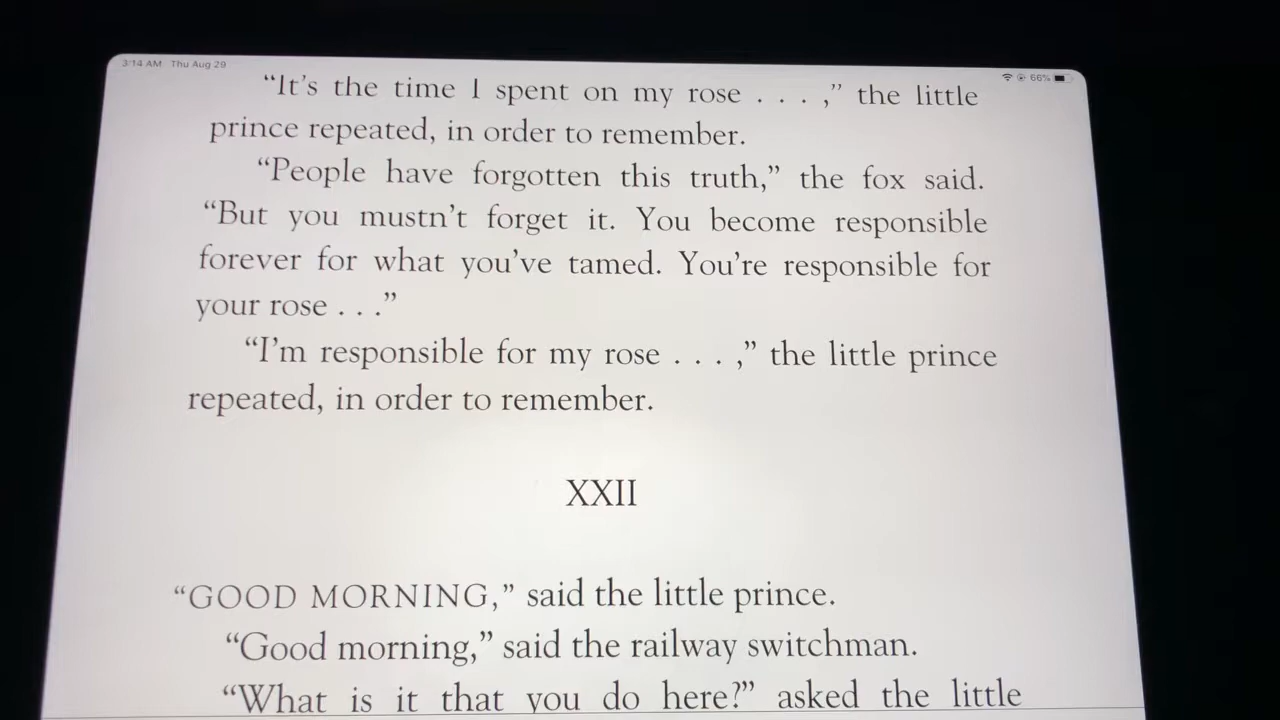 3:14 AM Thu Aug 29
66%
“It’s the time I spent on my rose . . . ,” the little
prince repeated, in order to remember.
“People have forgotten this truth,” the fox said.
“But you mustn’t forget it. You become responsible
forever for what you’ve tamed. You’re responsible for
your rose . . .”
“I’m responsible for my rose . . . ,” the little prince
repeated, in order to remember.
XXII
“GOOD MORNING,” said the little prince.
“Good morning,” said the railway switchman.
“What is it that you do here?” asked the little